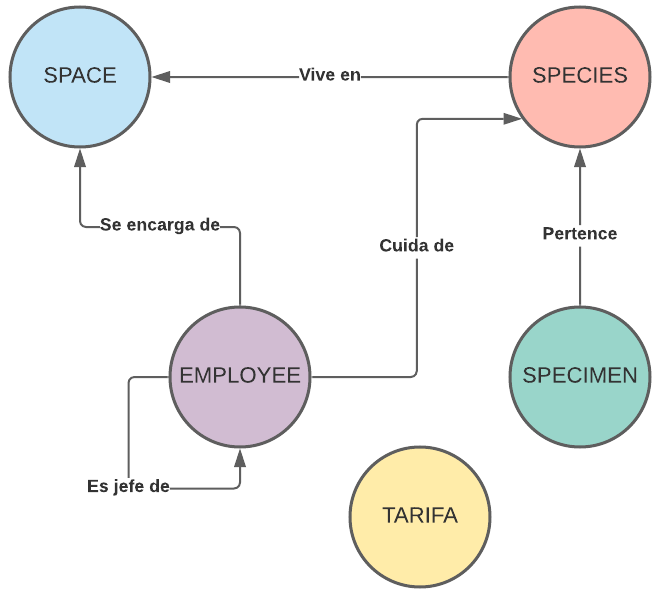 SPACE
Vive en
SPECIES
Se encarga de
Cuida de
Pertence
EMPLOYEE
SPECIMEN
Es jefe de
TARIFA